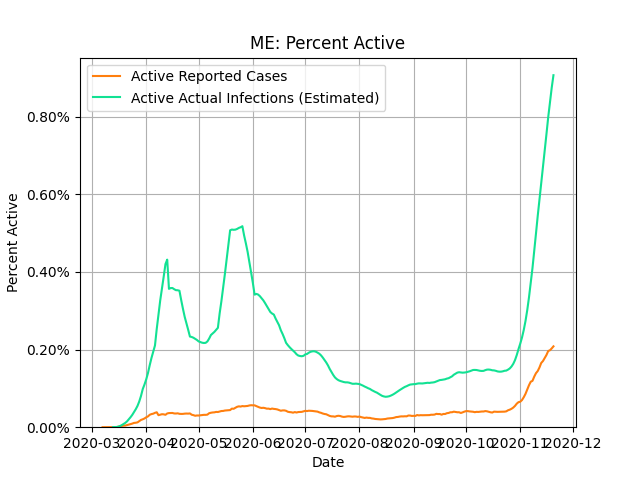 ME: Percent Active
Active Reported Cases
Active Actual Infections (Estimated)
Percent Active
0.80%
0.60%
0.40%
0.20%
0.00%
2020-03 2020-04 2020-05 2020-06 2020-07 2020-08 2020-09 2020-10 2020-11 2020-12
Date